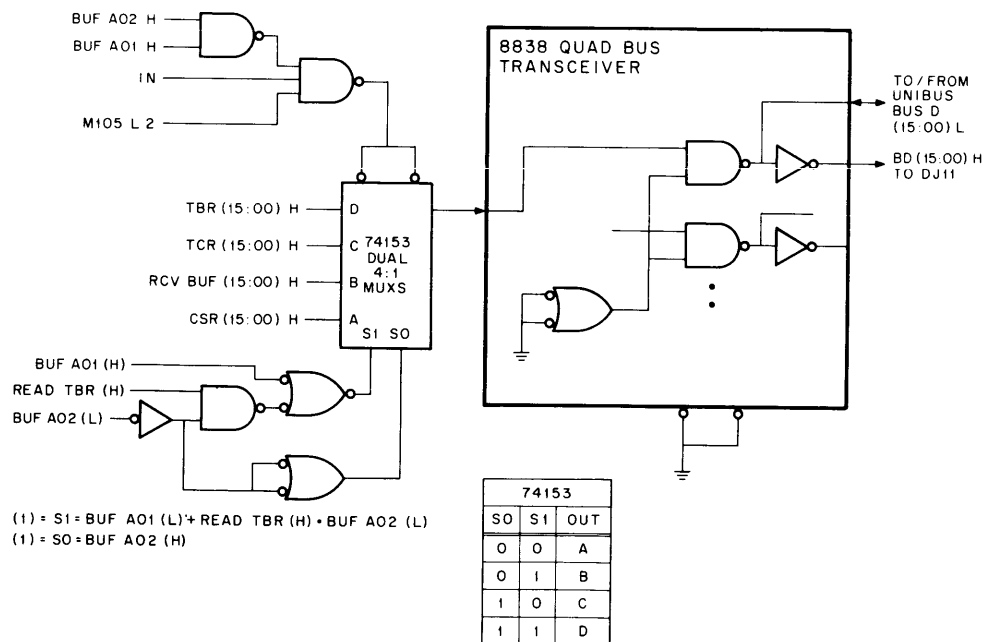 BUF A02 H
BUF A01 H
IN
M105 L 2
8838 QUAD BUS
TRANSCEIVER
TO/FROM
UNIBUS
BUS D
(15:00) L
BD (15:00) H
TO DJ11
TBR (15:00) H
TCR (15:00) H
RCV BUF (15:00) H
CSR (15:00) H
D
C
B
A
74153
DUAL
4:1
MUXS
S1 S0
BUF A01 (H)
READ TBR (H)
BUF A02 (L)
(1) = S1 = BUF A01 (L) + READ TBR (H) • BUF A02 (L)
(1) = S0 = BUF A02 (H)
74153
S0 S1 OUT
0 0 A
0 1 B
1 0 C
1 1 D